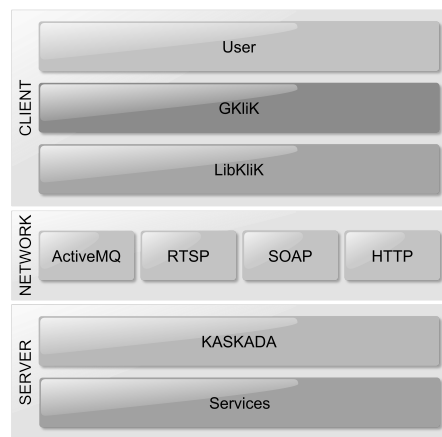 CLIENT
User
GKliK
LibKliK
NETWORK
ActiveMQ
RTSP
SOAP
HTTP
SERVER
KASKADA
Services